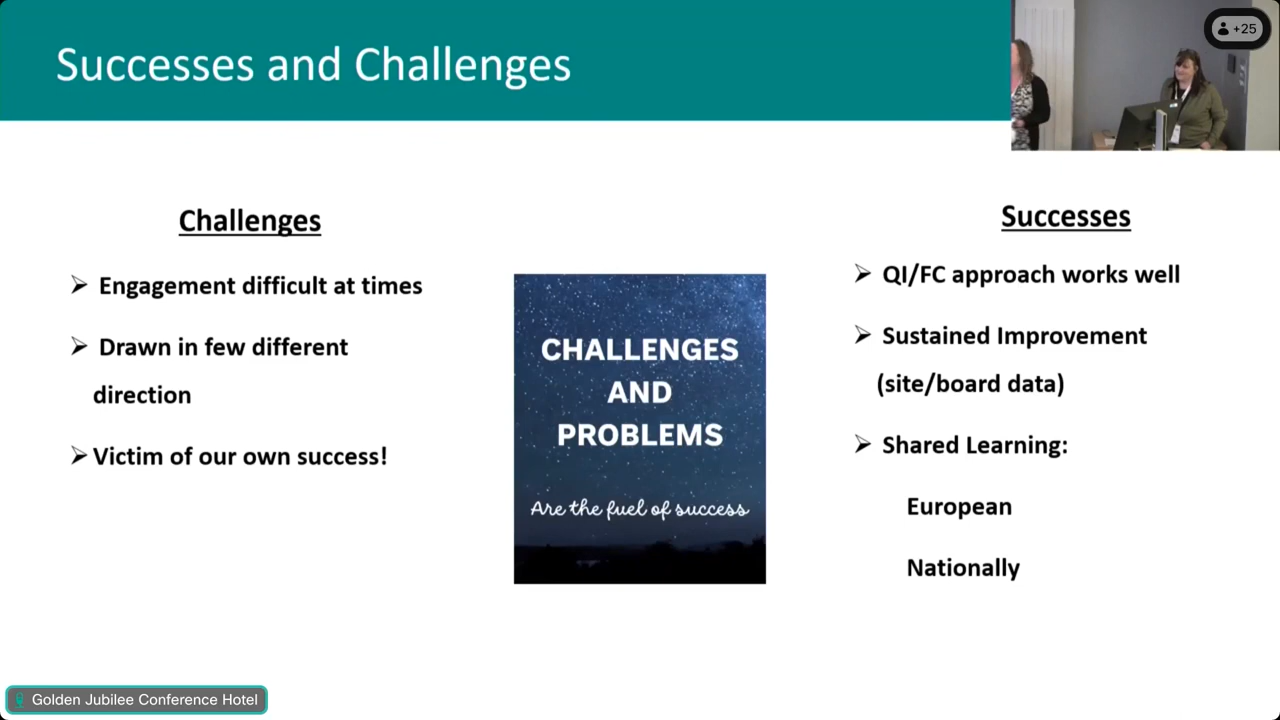 Successes and Challenges
+25
Challenges
➢ Engagement difficult at times
➢ Drawn in few different
direction
➢ Victim of our own success!
CHALLENGES
AND
PROBLEMS
Are the fuel of success
Successes
➢ QI/FC approach works well
➢ Sustained Improvement
(site/board data)
➢ Shared Learning:
European
Nationally
Golden Jubilee Conference Hotel